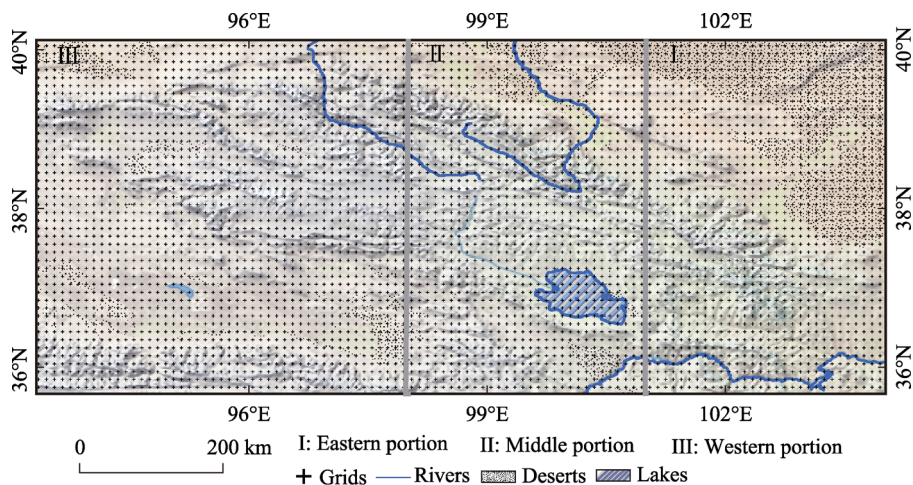 96°E 99°E 102°E
40°N III II I 40°N
38°N 38°N
36°N 36°N
96°E 99°E 102°E
0 200 km I: Eastern portion II: Middle portion III: Western portion
Grids Rivers Deserts Lakes